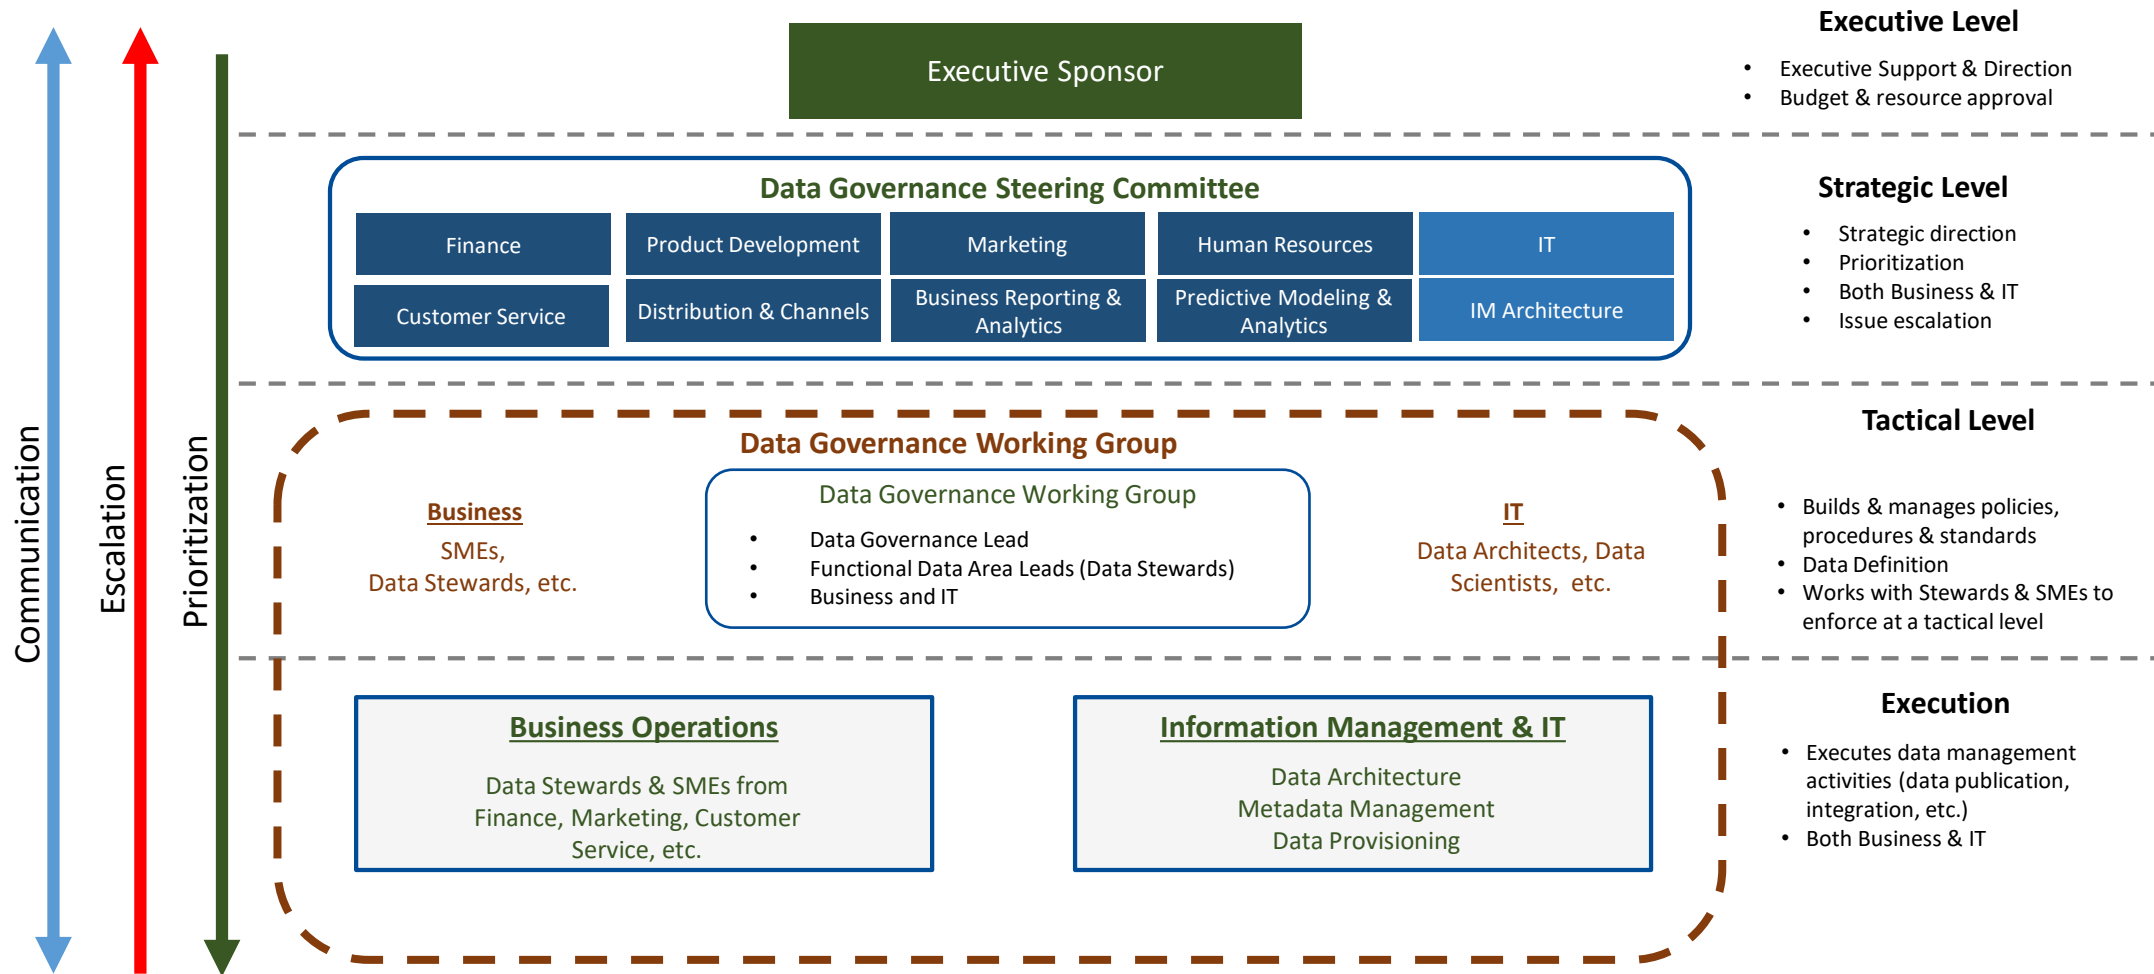 Executive Sponsor
Executive Level
• Executive Support & Direction
• Budget & resource approval
Data Governance Steering Committee
Finance
Product Development
Marketing
Human Resources
IT
Customer Service
Distribution & Channels
Business Reporting &
Analytics
Predictive Modeling &
Analytics
IM Architecture
Strategic Level
• Strategic direction
• Prioritization
• Both Business & IT
• Issue escalation
Communication
Escalation
Prioritization
Data Governance Working Group
Business
SMEs,
Data Stewards, etc.
Data Governance Working Group
• Data Governance Lead
• Functional Data Area Leads (Data Stewards)
• Business and IT
IT
Data Architects, Data
Scientists, etc.
Tactical Level
• Builds & manages policies,
procedures & standards
• Data Definition
• Works with Stewards & SMEs to
enforce at a tactical level
Business Operations
Data Stewards & SMEs from
Finance, Marketing, Customer
Service, etc.
Information Management & IT
Data Architecture
Metadata Management
Data Provisioning
Execution
• Executes data management
activities (data publication,
integration, etc.)
• Both Business & IT